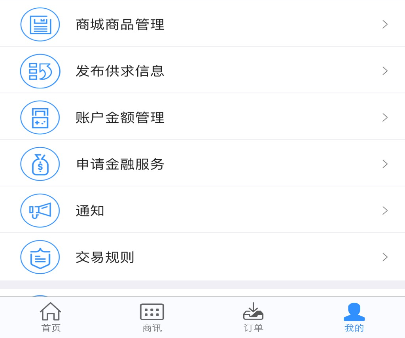 商城商品管理
发布供求信息
账户金额管理
申请金融服务
通知
交易规则
首页 商讯 订单 我的